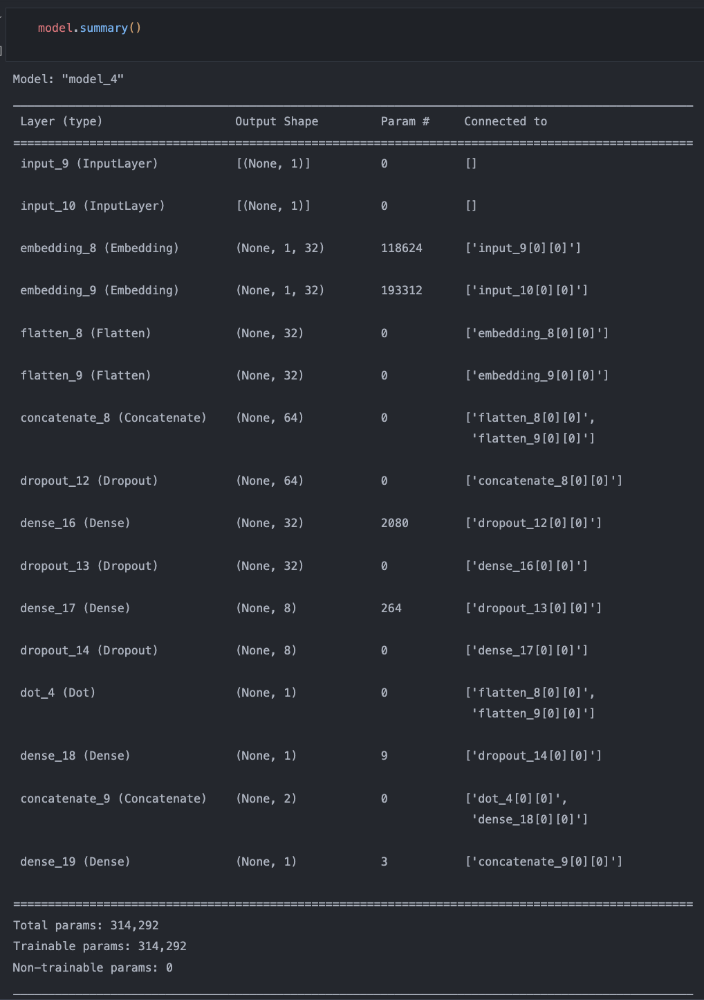 model.summary()
]
Model: "model_4"
__________________________________________________________________________________________________
Layer (type) Output Shape Param # Connected to
==================================================================================================
input_9 (InputLayer) [(None, 1)] 0 []
input_10 (InputLayer) [(None, 1)] 0 []
embedding_8 (Embedding) (None, 1, 32) 118624 ['input_9[0][0]']
embedding_9 (Embedding) (None, 1, 32) 193312 ['input_10[0][0]']
flatten_8 (Flatten) (None, 32) 0 ['embedding_8[0][0]']
flatten_9 (Flatten) (None, 32) 0 ['embedding_9[0][0]']
concatenate_8 (Concatenate) (None, 64) 0 ['flatten_8[0][0]',
'flatten_9[0][0]']
dropout_12 (Dropout) (None, 64) 0 ['concatenate_8[0][0]']
dense_16 (Dense) (None, 32) 2080 ['dropout_12[0][0]']
dropout_13 (Dropout) (None, 32) 0 ['dense_16[0][0]']
dense_17 (Dense) (None, 8) 264 ['dropout_13[0][0]']
dropout_14 (Dropout) (None, 8) 0 ['dense_17[0][0]']
dot_4 (Dot) (None, 1) 0 ['flatten_8[0][0]',
'flatten_9[0][0]']
dense_18 (Dense) (None, 1) 9 ['dropout_14[0][0]']
concatenate_9 (Concatenate) (None, 2) 0 ['dot_4[0][0]',
'dense_18[0][0]']
dense_19 (Dense) (None, 1) 3 ['concatenate_9[0][0]']
==================================================================================================
Total params: 314,292
Trainable params: 314,292
Non-trainable params: 0
__________________________________________________________________________________________________